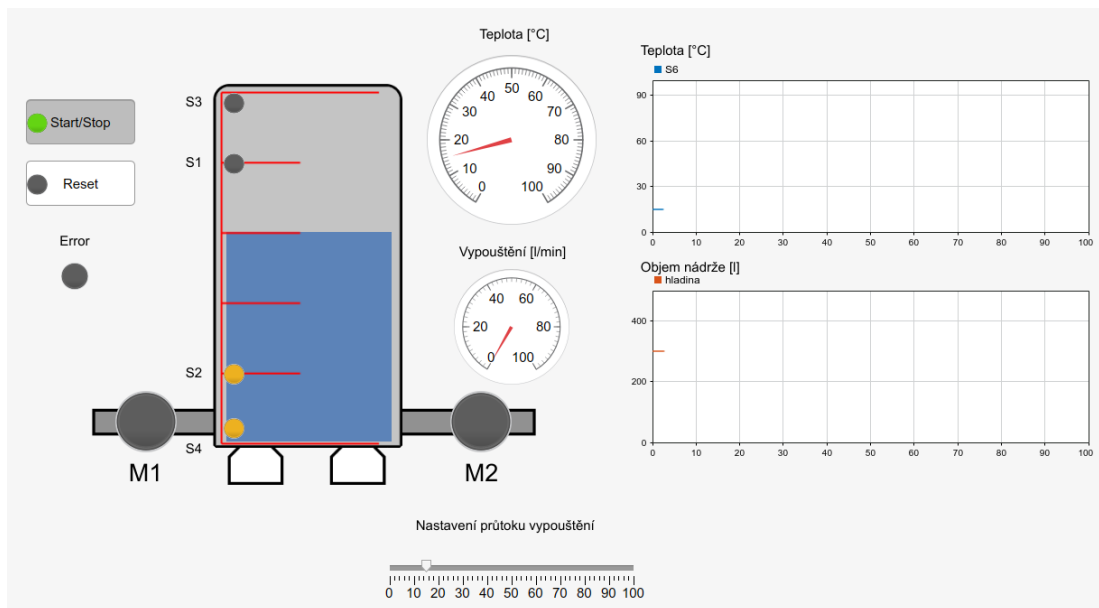 Teplota [°C]
0 10 20 30 40 50 60 70 80 90 100
Start/Stop
Reset
Error
S3
S1
S2
S4
M1
M2
Vypouštění [l/min]
0 20 40 60 80 100
Teplota [°C]
S6
90
60
30
0
0 10 20 30 40 50 60 70 80 90 100
Objem nádrže [l]
hladina
400
200
0
0 10 20 30 40 50 60 70 80 90 100
Nastavení průtoku vypouštění
0 10 20 30 40 50 60 70 80 90 100